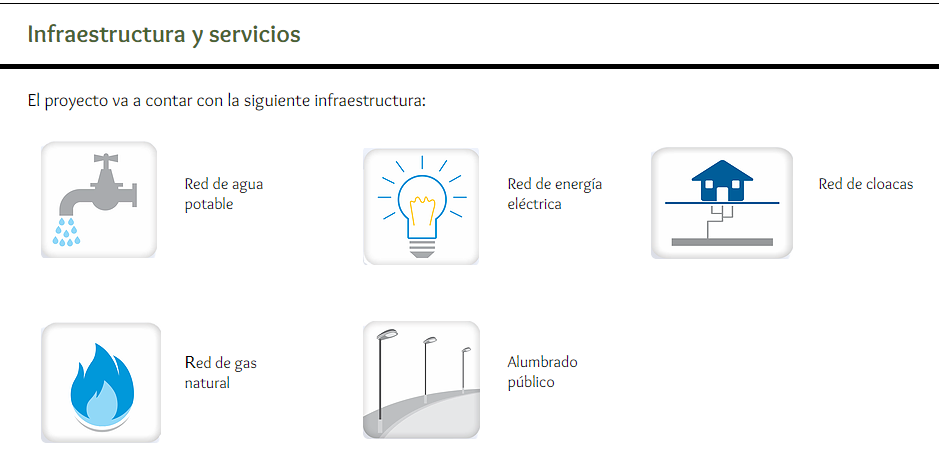 Infraestructura y servicios
El proyecto va a contar con la siguiente infraestructura:
Red de agua
potable
Red de energía
eléctrica
Red de cloacas
Red de gas
natural
Alumbrado
público